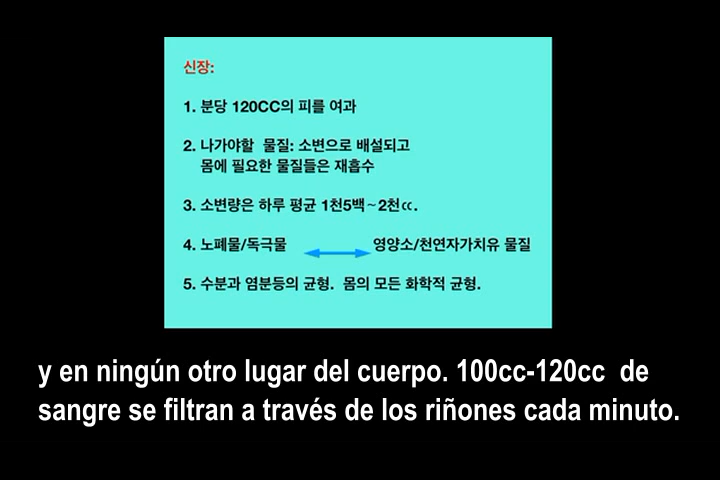 신장:
1. 분당 120CC의 피를 여과
2. 나가야할 물질: 소변으로 배설되고
몸에 필요한 물질들은 재흡수
3. 소변량은 하루 평균 1천5백~2천cc.
4. 노폐물/독극물 영양소/천연자가치유 물질
5. 수분과 염분등의 균형. 몸의 모든 화학적 균형.
y en ningún otro lugar del cuerpo. 100cc-120cc de
sangre se filtran a través de los riñones cada minuto.